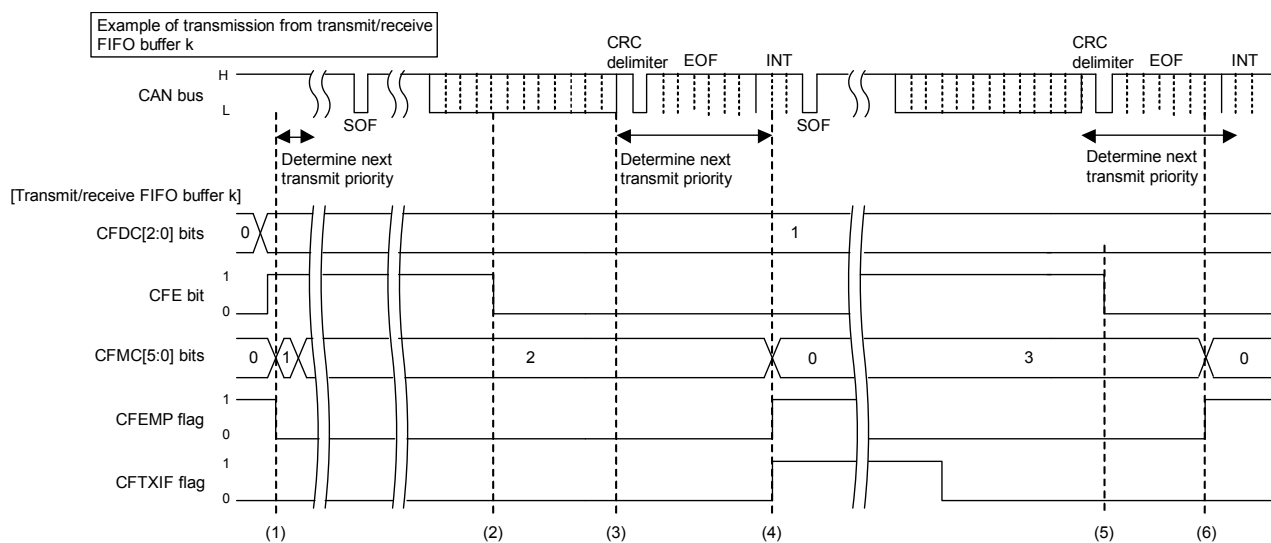 Example of transmission from transmit/receive
FIFO buffer k
CRC
delimiter
EOF
INT
CRC
delimiter
EOF
INT
H
CAN bus
L
SOF
SOF
Determine next
transmit priority
Determine next
transmit priority
Determine next
transmit priority
[Transmit/receive FIFO buffer k]
CFDC[2:0] bits
0
1
1
CFE bit
0
CFMC[5:0] bits
0
1
2
0
3
0
1
CFEMP flag
0
1
CFTXIF flag
0
(1)
(2)
(3)
(4)
(5)
(6)